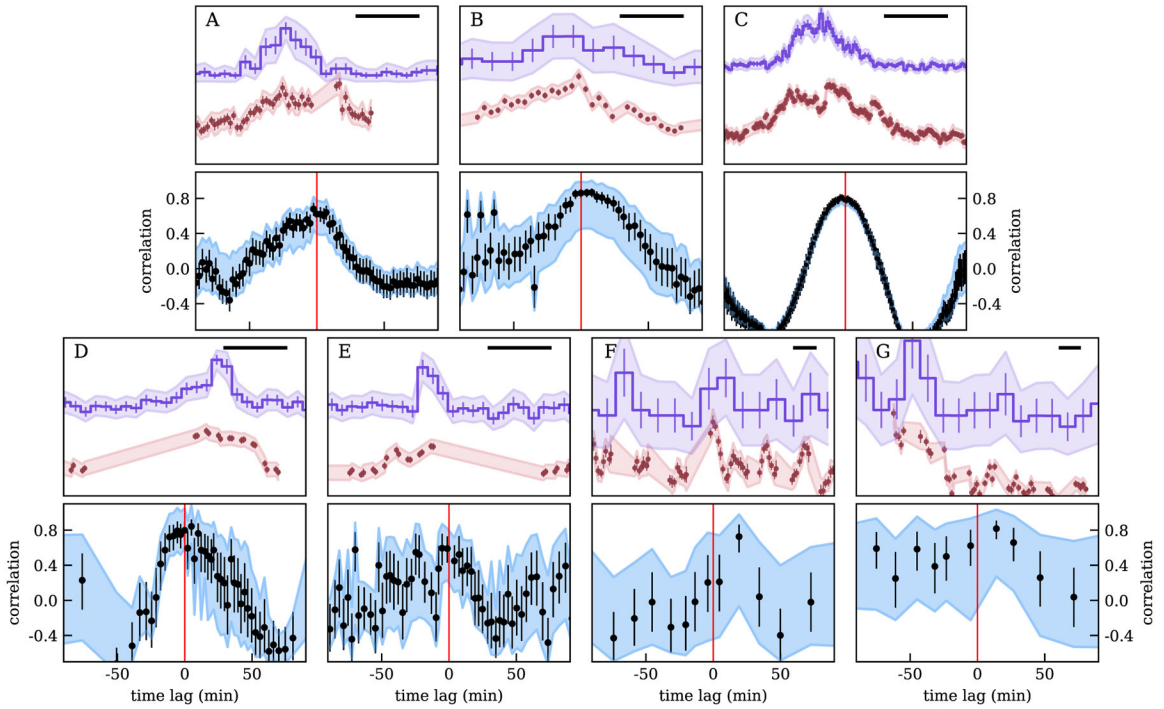 A B C
0.8 0.8
0.4 0.4
0.0 0.0
-0.4 -0.4
correlation correlation
D E F G
0.8 0.8
0.4 0.4
0.0 0.0
-0.4 -0.4
correlation correlation
-50 0 50 -50 0 50 -50 0 50 -50 0 50
time lag (min) time lag (min) time lag (min) time lag (min)